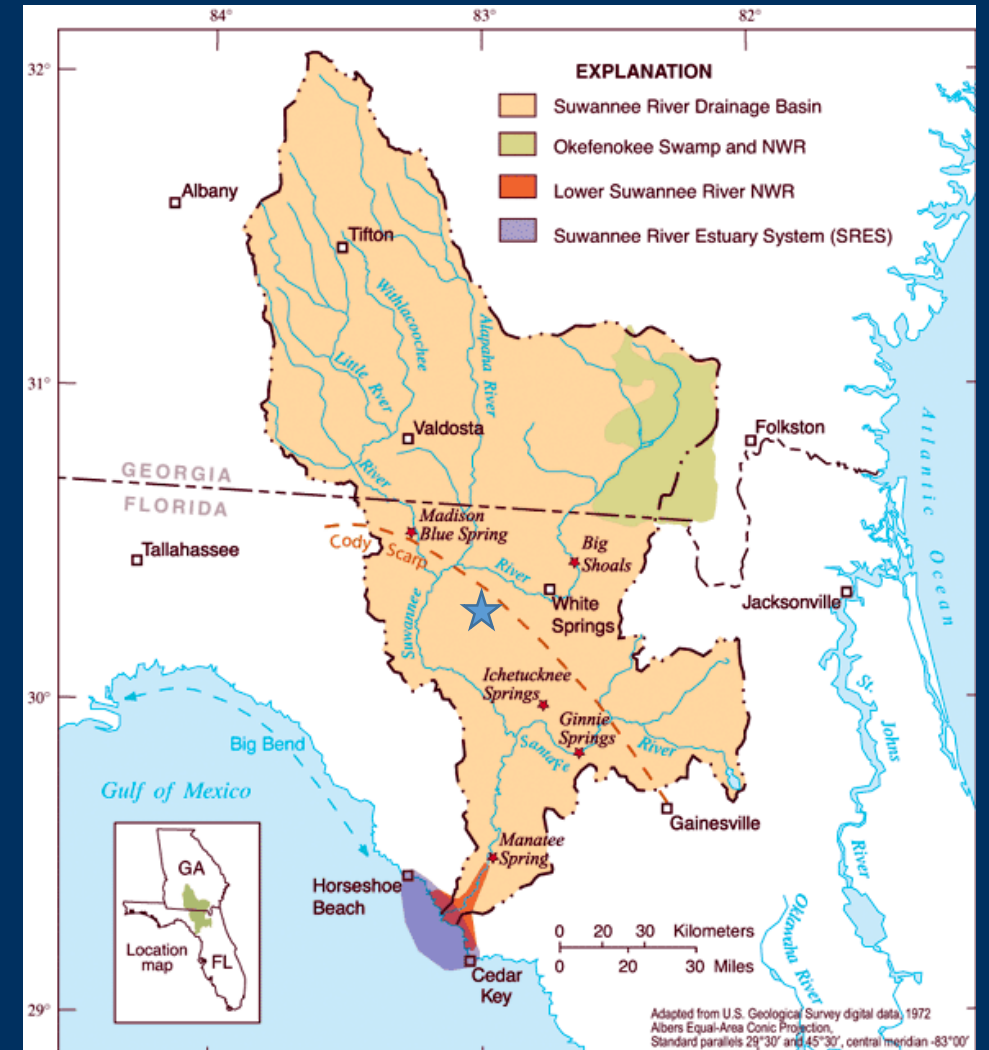 84°
83°
82°
32°
EXPLANATION
Suwannee River Drainage Basin
Okefenokee Swamp and NWR
Lower Suwannee River NWR
Suwannee River Estuary System (SRES)
Albany
Tifton
Withlacoochee
Alapaha River
Little Rver
31°
Valdosta
Folkston
River
GEORGIA
FLORIDA
Atlantic
Ocean
Madison
Blue Spring
Cody
Scarp
Tallahassee
Big
Shoals
River
White
Springs
Jacksonville
Suwannee
Ichetucknee
Springs
30°
Ginnie
Springs
Santa Fe
River
St.
Johns
River
Big Bend
Gulf of Mexico
Gainesville
Manatee
Spring
GA
Location
map
FL
Horseshoe
Beach
Cedar
Key
Oklawaha River
0 20 30 Kilometers
0 20 30 Miles
29°
Adapted from U.S. Geological Survey digital data, 1972
Albers Equal-Area Conic Projection,
Standard parallels 29°30' and 45°30', central meridian -83°00'